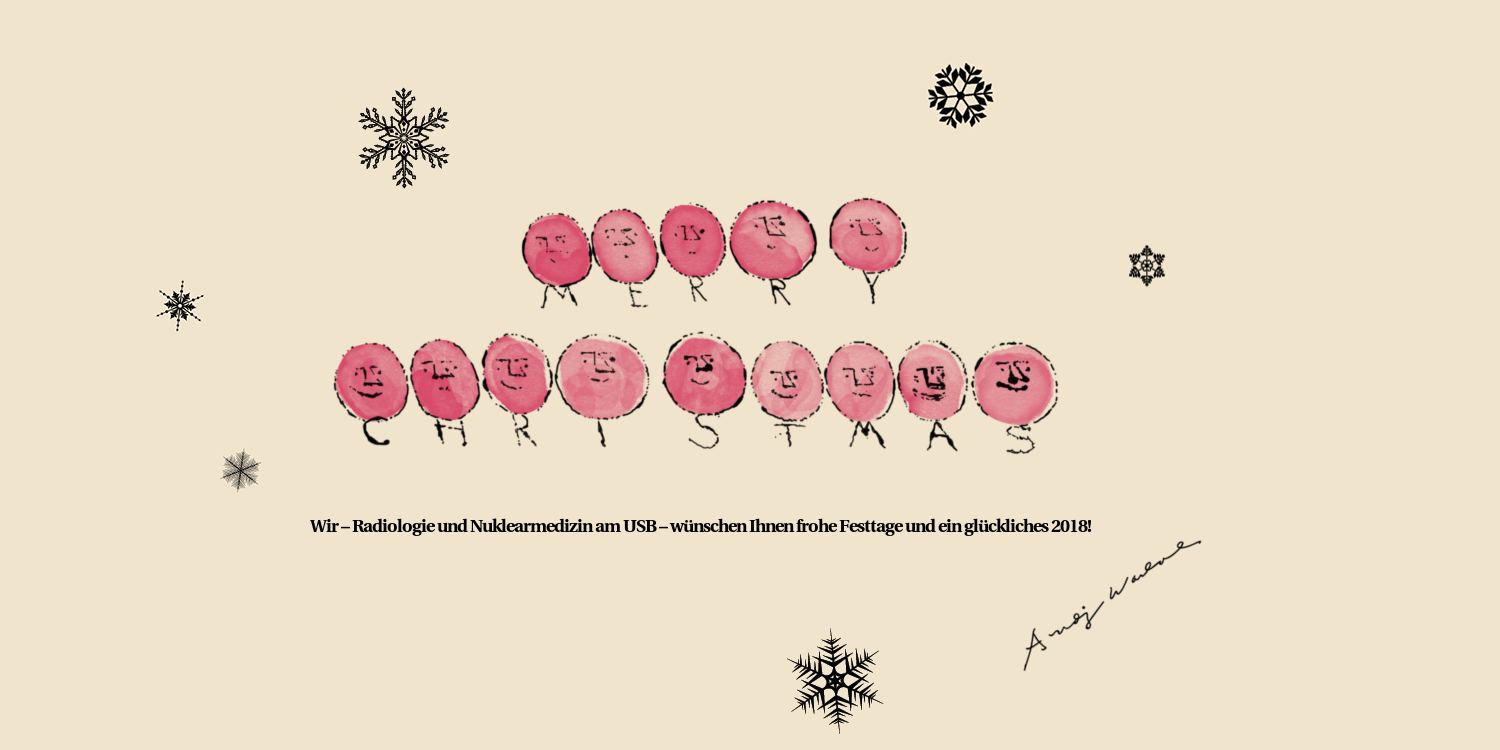 MERRY
CHRISTMAS
Wir – Radiologie und Nuklearmedizin am USB – wünschen Ihnen frohe Festtage und ein glückliches 2018!
Andy Warhol